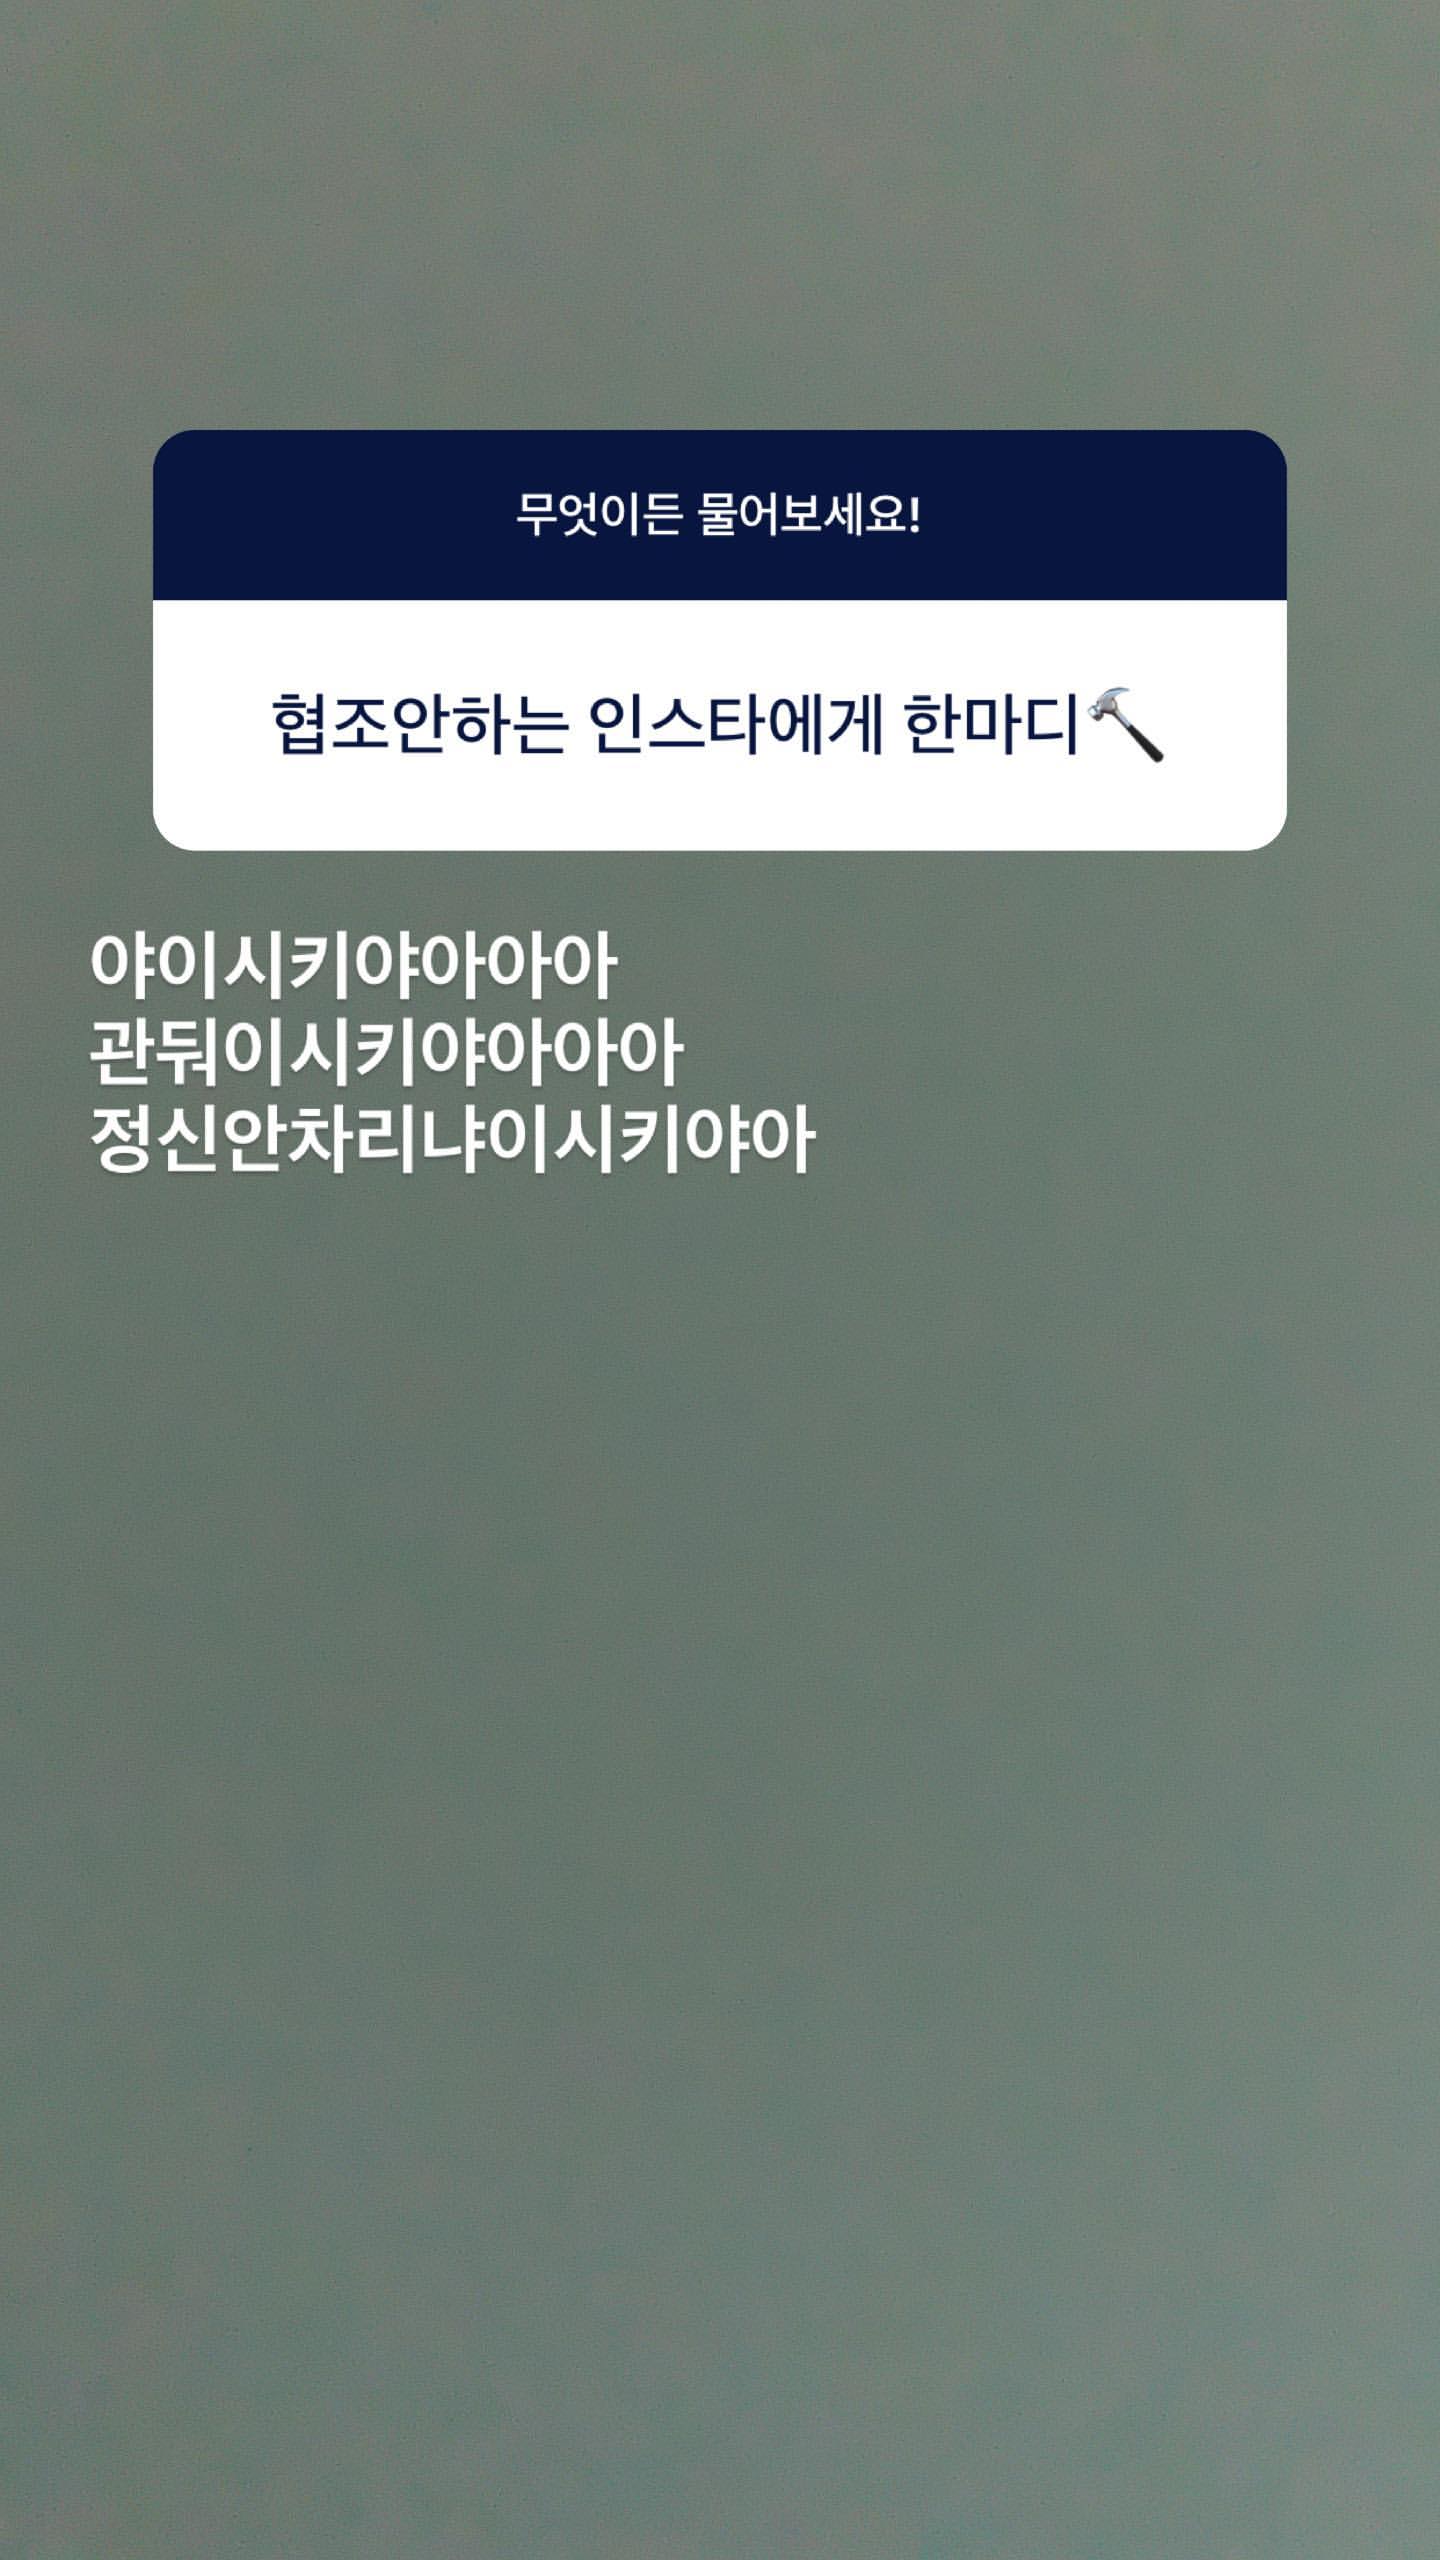 무엇이든 물어보세요!
협조안하는 인스타에게 한마디🔨
야이시키야아아아
관둬이시키야아아아
정신안차리냐이시키야아